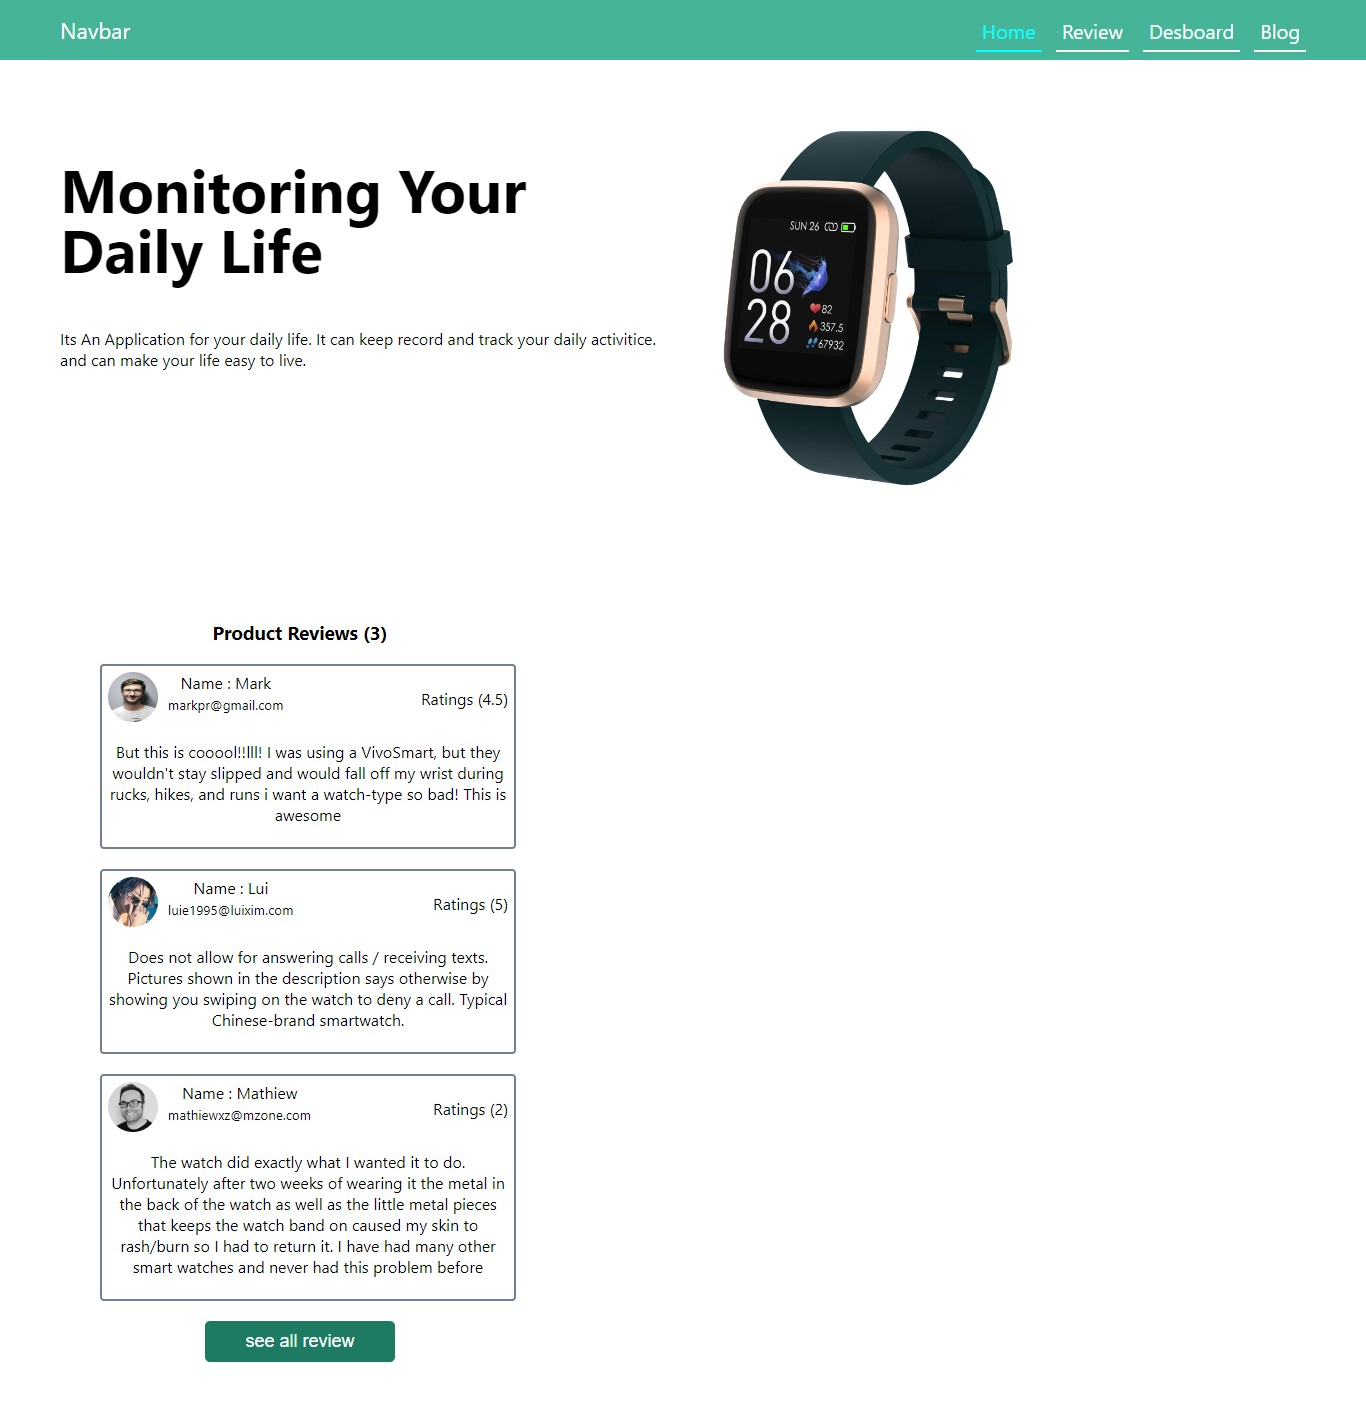 Navbar
Home Review Desboard Blog
Monitoring Your
Daily Life
Its An Application for your daily life. It can keep record and track your daily activitice.
and can make your life easy to live.
SUN 26
06
28
82
357.5
67932
Product Reviews (3)
Name : Mark
markpr@gmail.com
Ratings (4.5)
But this is cooool!!lll! I was using a VivoSmart, but they
wouldn't stay slipped and would fall off my wrist during
rucks, hikes, and runs i want a watch-type so bad! This is
awesome
Name : Lui
luie1995@luixim.com
Ratings (5)
Does not allow for answering calls / receiving texts.
Pictures shown in the description says otherwise by
showing you swiping on the watch to deny a call. Typical
Chinese-brand smartwatch.
Name : Mathiew
mathiewxz@mzone.com
Ratings (2)
The watch did exactly what I wanted it to do.
Unfortunately after two weeks of wearing it the metal in
the back of the watch as well as the little metal pieces
that keeps the watch band on caused my skin to
rash/burn so I had to return it. I have had many other
smart watches and never had this problem before
see all review